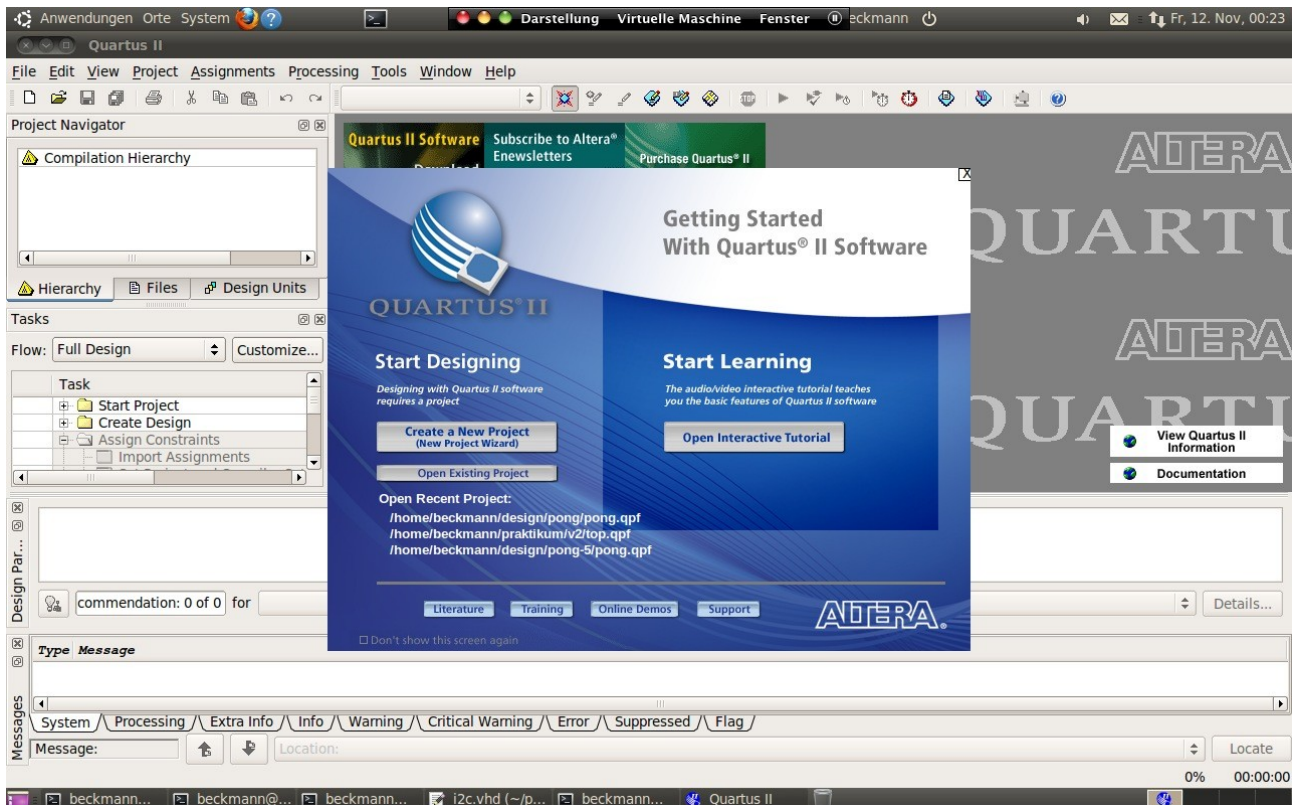 Anwendungen Orte System
Darstellung Virtuelle Maschine Fenster
eckmann
Fr, 12. Nov, 00:23
Quartus II
File Edit View Project Assignments Processing Tools Window Help
Project Navigator
Compilation Hierarchy
Hierarchy Files Design Units
Tasks
Flow: Full Design Customize...
Task
Start Project
Create Design
Assign Constraints
Import Assignments
Quartus II Software
Download
Subscribe to Altera®
Enewsletters
Purchase Quartus® II
ALTERA
QUARTU
ALTERA
QUARTU
View Quartus II
Information
Documentation
X
Getting Started
With Quartus® II Software
QUARTUS® II
Start Designing
Designing with Quartus II software
requires a project
Create a New Project
(New Project Wizard)
Open Existing Project
Open Recent Project:
/home/beckmann/design/pong/pong.qpf
/home/beckmann/praktikum/v2/top.qpf
/home/beckmann/design/pong-5/pong.qpf
Start Learning
The audio/video interactive tutorial teaches
you the basic features of Quartus II software
Open Interactive Tutorial
Literature Training Online Demos Support
ALTERA®
Don't show this screen again
Design Par...
commendation: 0 of 0 for
Details...
Type Message
Messages
System Processing Extra Info Info Warning Critical Warning Error Suppressed Flag
Message: Location: Locate
0% 00:00:00
beckmann... beckmann@... beckmann... i2c.vhd (~/p... beckmann... Quartus II